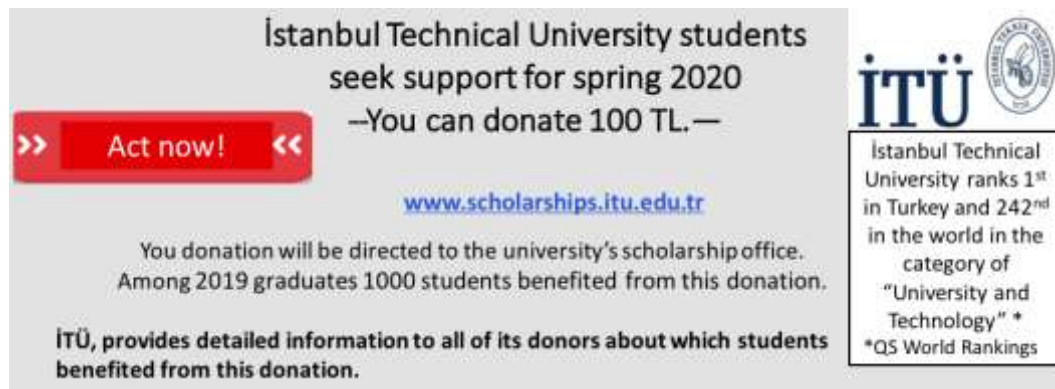 İstanbul Technical University students
seek support for spring 2020
--You can donate 100 TL.—
>> Act now! <<
www.scholarships.itu.edu.tr
You donation will be directed to the university's scholarship office.
Among 2019 graduates 1000 students benefited from this donation.
İTÜ, provides detailed information to all of its donors about which students
benefited from this donation.
İTÜ
İstanbul Technical
University ranks 1st
in Turkey and 242nd
in the world in the
category of
"University and
Technology" *
*QS World Rankings